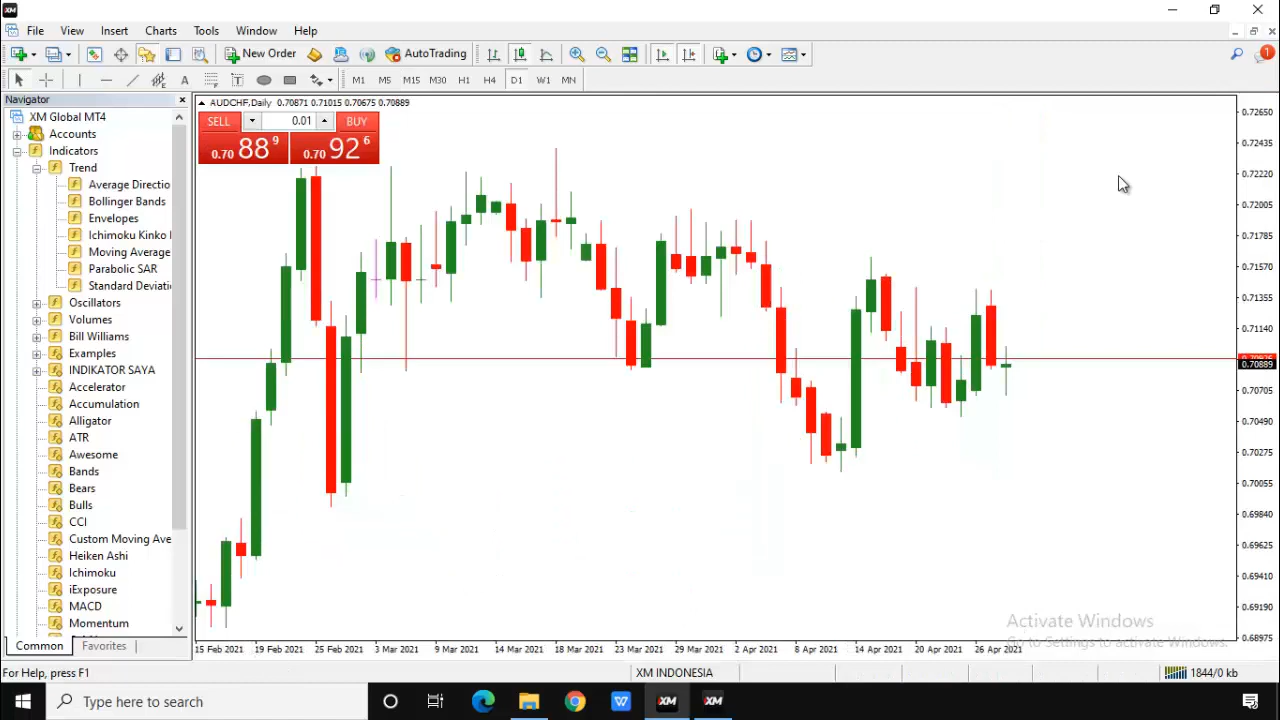 XM
File View Insert Charts Tools Window Help
New Order AutoTrading
A T M1 M5 M15 M30 H1 H4 D1 W1 MN
1
Navigator
XM Global MT4
Accounts
Indicators
Trend
Average Directio
Bollinger Bands
Envelopes
Ichimoku Kinko
Moving Average
Parabolic SAR
Standard Deviati
Oscillators
Volumes
Bill Williams
Examples
INDIKATOR SAYA
Accelerator
Accumulation
Alligator
ATR
Awesome
Bands
Bears
Bulls
CCI
Custom Moving Ave
Heiken Ashi
Ichimoku
iExposure
MACD
Momentum
Common Favorites
AUDCHF,Daily 0.70871 0.71015 0.70675 0.70889
SELL 0.01 BUY
0.70 88 9 0.70 92 6
0.72650
0.72435
0.72220
0.72005
0.71785
0.71570
0.71355
0.71140
0.70889
0.70705
0.70490
0.70275
0.70055
0.69840
0.69625
0.69410
0.69190
0.68975
15 Feb 2021 19 Feb 2021 25 Feb 2021 3 Mar 2021 9 Mar 2021 14 Mar 2021 18 Mar 2021 23 Mar 2021 29 Mar 2021 2 Apr 2021 8 Apr 2021 14 Apr 2021 20 Apr 2021 26 Apr 2021
Activate Windows
Go to Settings to activate Windows.
For Help, press F1 XM INDONESIA 1844/0 kb
Type here to search W XM XM